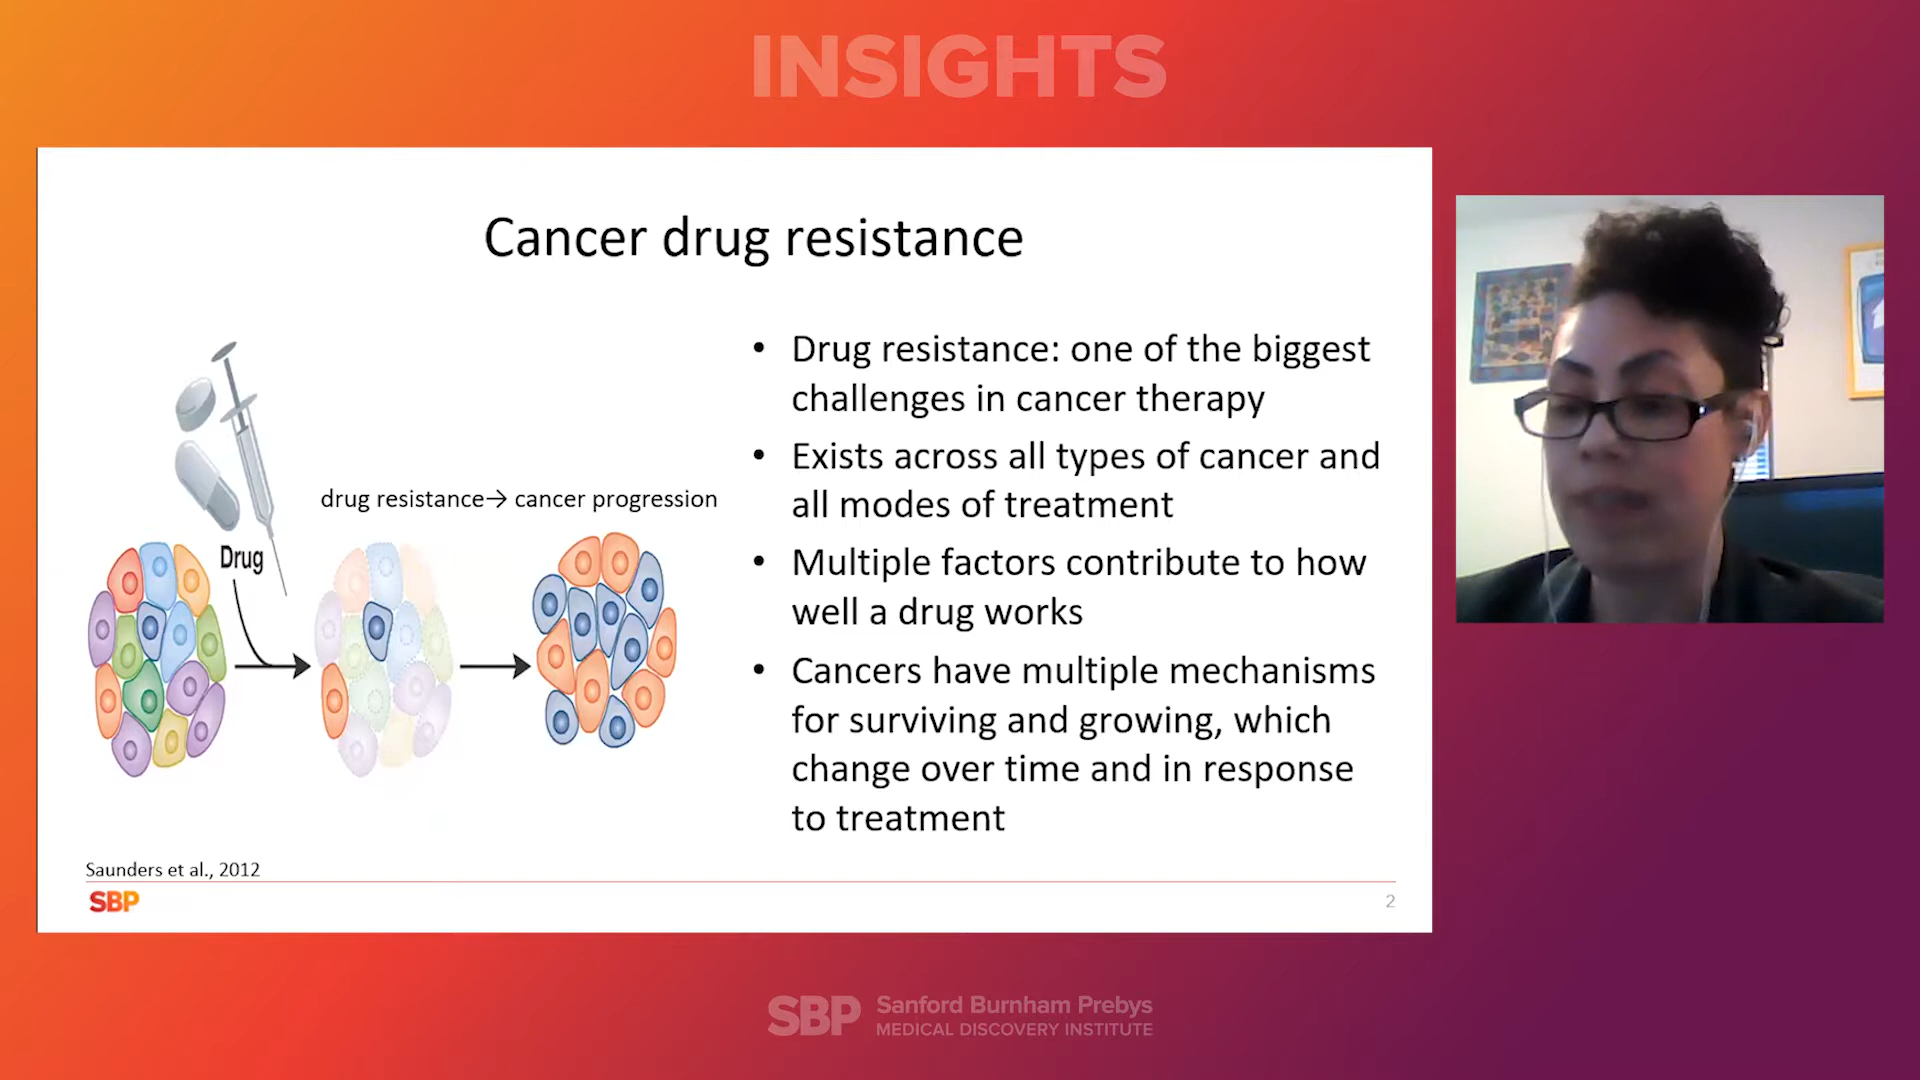 INSIGHTS
Cancer drug resistance
• Drug resistance: one of the biggest
challenges in cancer therapy
• Exists across all types of cancer and
all modes of treatment
• Multiple factors contribute to how
well a drug works
• Cancers have multiple mechanisms
for surviving and growing, which
change over time and in response
to treatment
drug resistance→ cancer progression
Drug
Saunders et al., 2012
SBP
2
SBP Sanford Burnham Prebys
MEDICAL DISCOVERY INSTITUTE